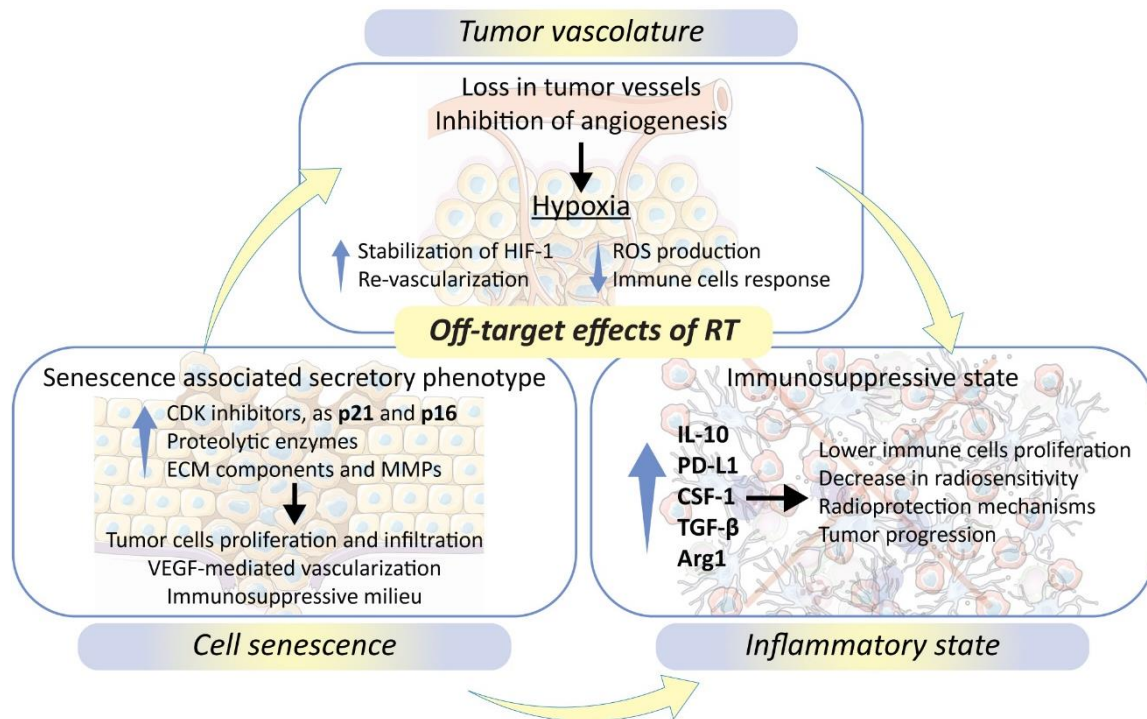 Tumor vascolature
Loss in tumor vessels
Inhibition of angiogenesis
Hypoxia
Stabilization of HIF-1
Re-vascularization
ROS production
Immune cells response
Off-target effects of RT
Senescence associated secretory phenotype
CDK inhibitors, as p21 and p16
Proteolytic enzymes
ECM components and MMPs
Tumor cells proliferation and infiltration
VEGF-mediated vascularization
Immunosuppressive milieu
Cell senescence
Immunosuppressive state
IL-10
PD-L1
CSF-1
TGF-β
Arg1
Lower immune cells proliferation
Decrease in radiosensitivity
Radioprotection mechanisms
Tumor progression
Inflammatory state